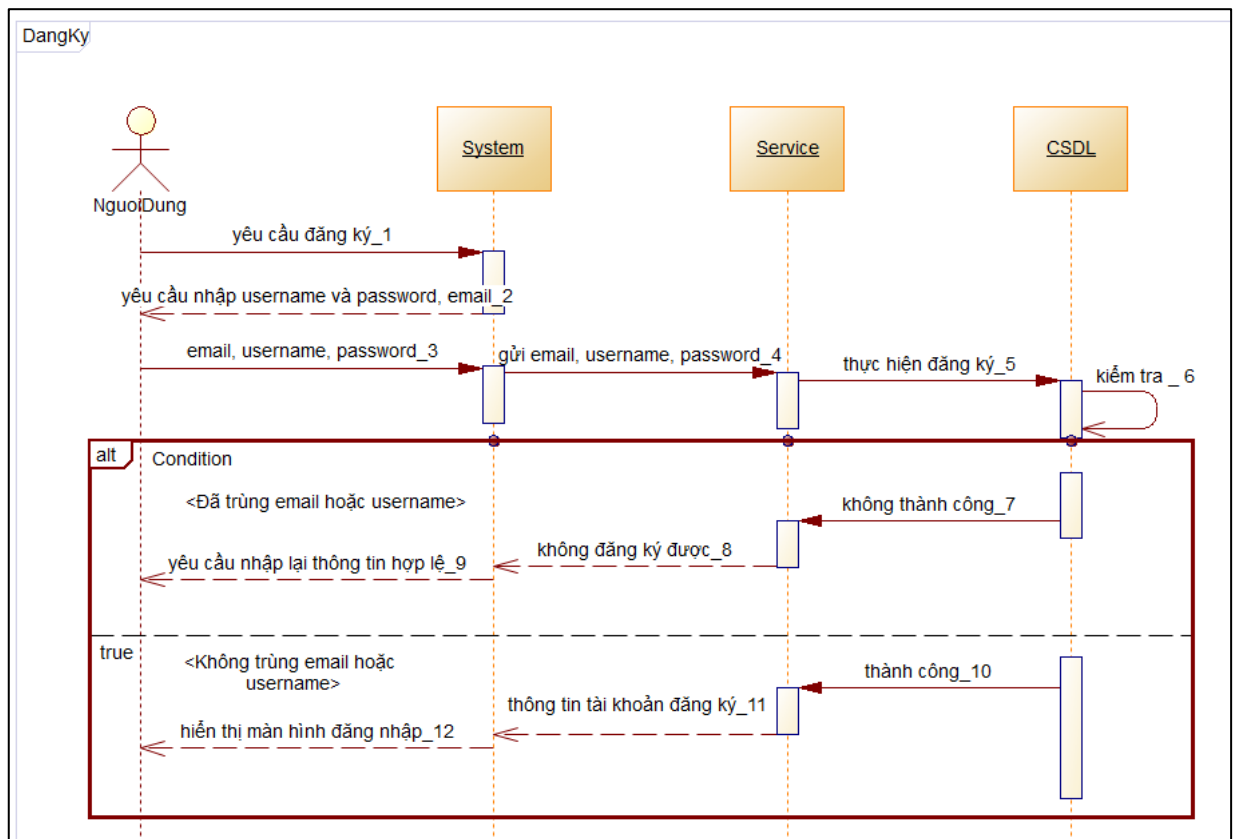 DangKy
System
Service
CSDL
NguoiDung
yêu cầu đăng ký_1
yêu cầu nhập username và password, email_2
email, username, password_3
gửi email, username, password_4
thực hiện đăng ký_5
kiểm tra _ 6
alt
Condition
<Đã trùng email hoặc username>
không thành công_7
không đăng ký được_8
yêu cầu nhập lại thông tin hợp lệ_9
true
<Không trùng email hoặc
username>
thành công_10
thông tin tài khoản đăng ký_11
hiển thị màn hình đăng nhập_12